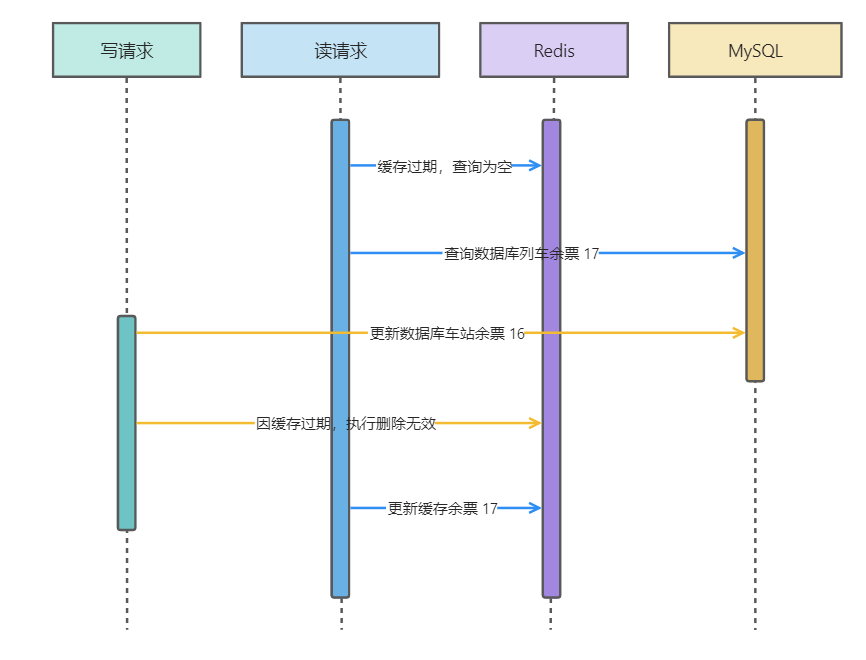 写请求
读请求
Redis
MySQL
缓存过期，查询为空
查询数据库列车余票 17
更新数据库车站余票 16
因缓存过期，执行删除无效
更新缓存余票 17